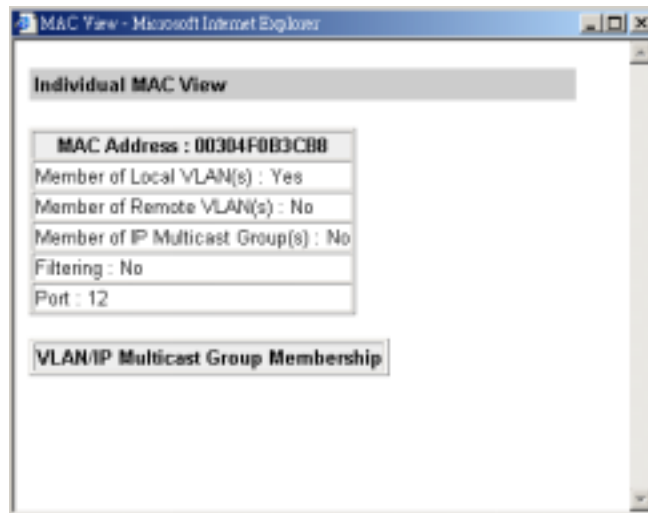 MAC View - Microsoft Internet Explorer
Individual MAC View
MAC Address : 00304F0B3CB8
Member of Local VLAN(s) : Yes
Member of Remote VLAN(s) : No
Member of IP Multicast Group(s) : No
Filtering : No
Port : 12
VLAN/IP Multicast Group Membership